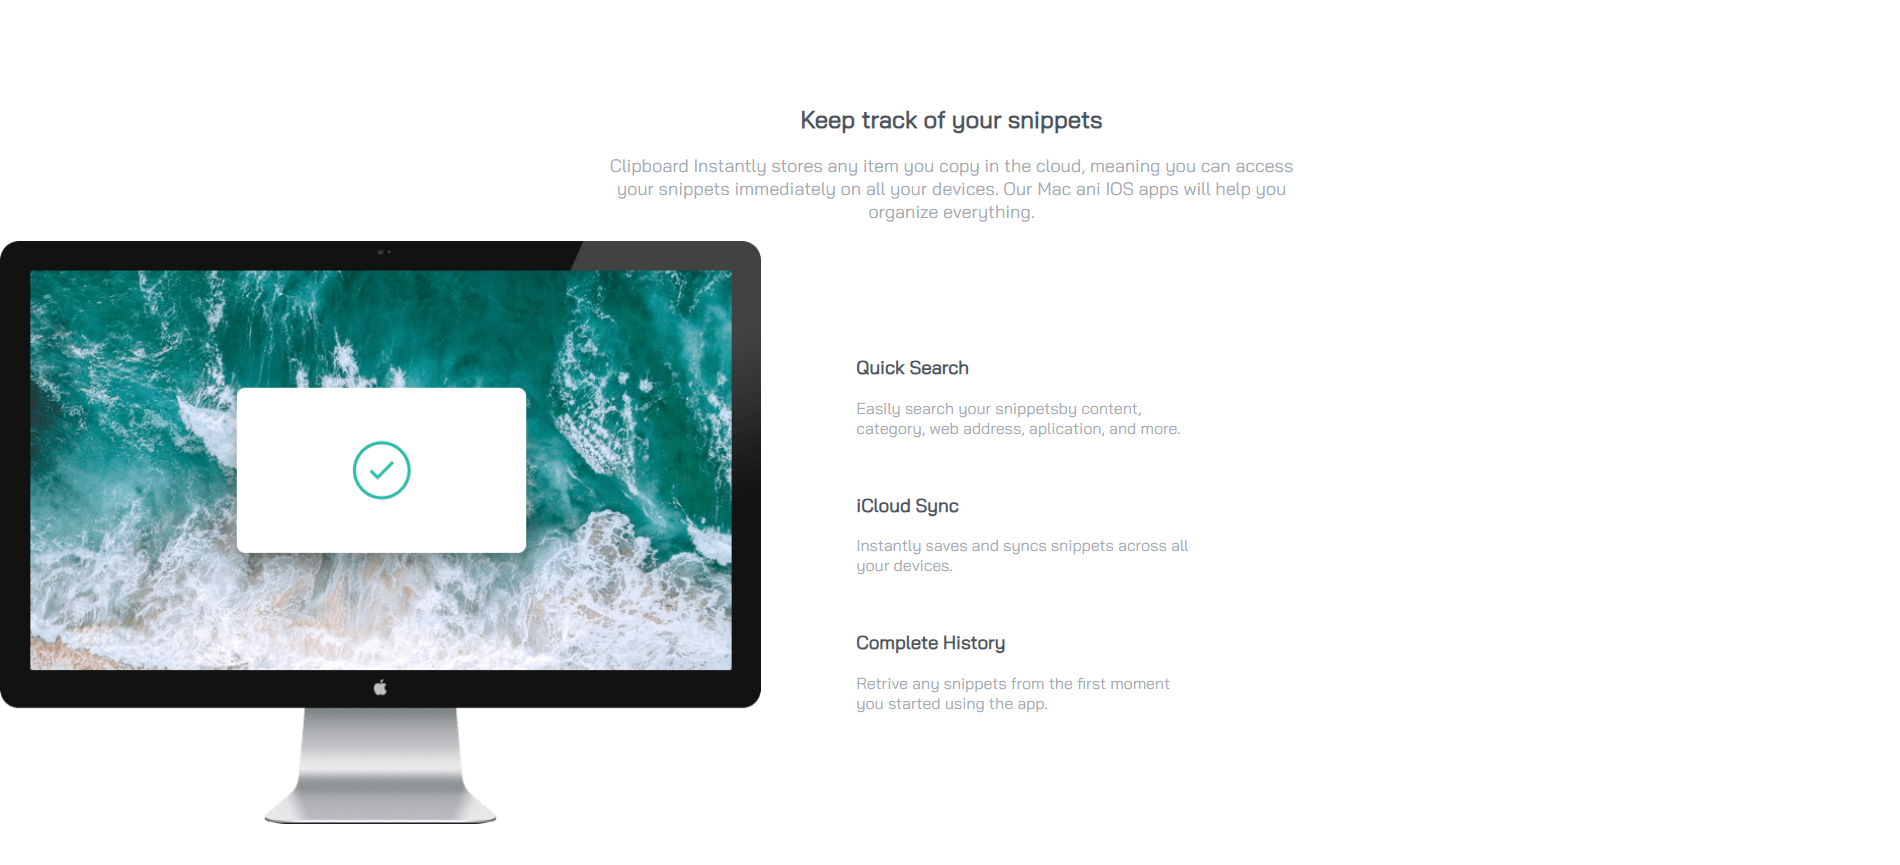 Keep track of your snippets
Clipboard Instantly stores any item you copy in the cloud, meaning you can access
your snippets immediately on all your devices. Our Mac ani IOS apps will help you
organize everything.
Quick Search
Easily search your snippetsby content,
category, web address, aplication, and more.
iCloud Sync
Instantly saves and syncs snippets across all
your devices.
Complete History
Retrive any snippets from the first moment
you started using the app.